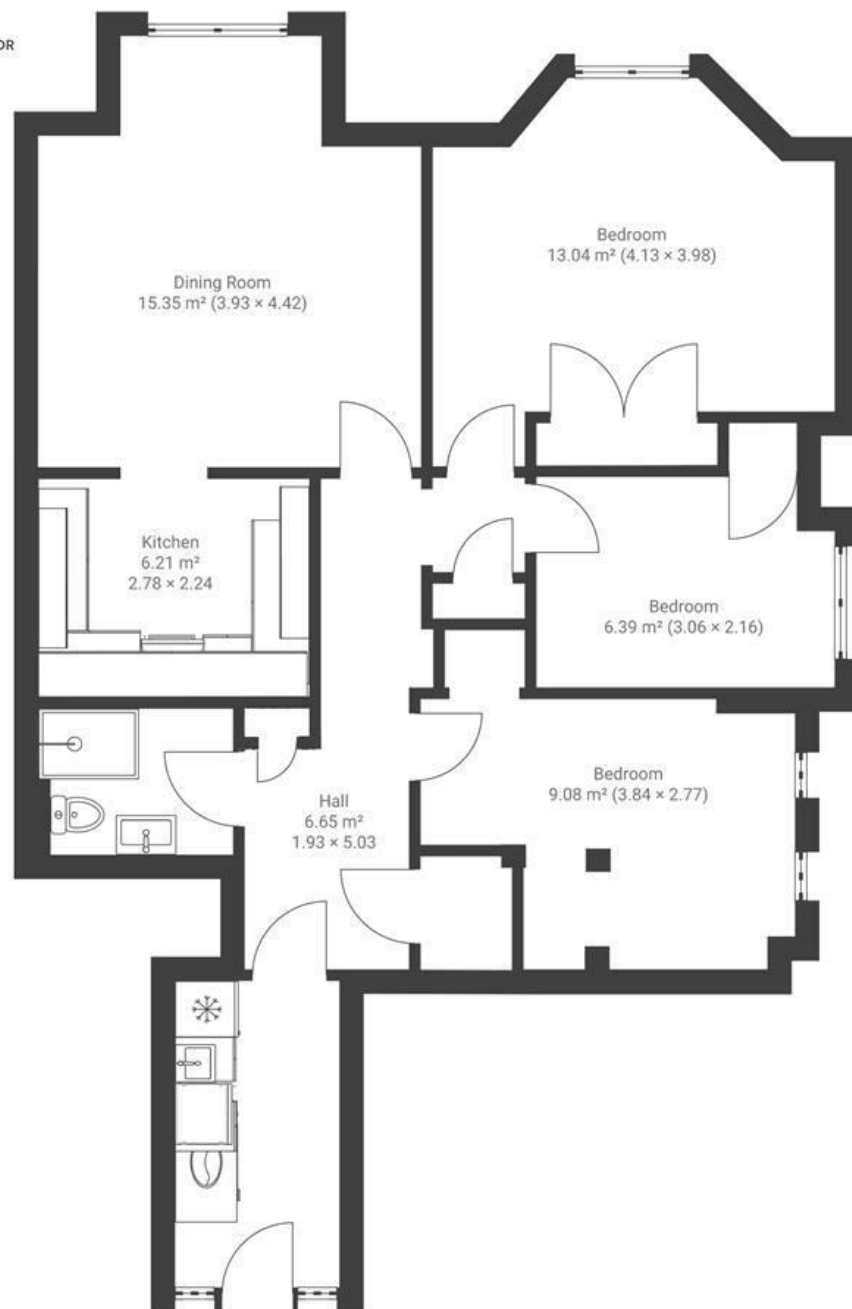 OR
Bedroom
13.04 m² (4.13 × 3.98)
Dining Room
15.35 m² (3.93 × 4.42)
Kitchen
6.21 m²
2.78 × 2.24
Bedroom
6.39 m² (3.06 × 2.16)
Bedroom
9.08 m² (3.84 × 2.77)
Hall
6.65 m²
1.93 × 5.03